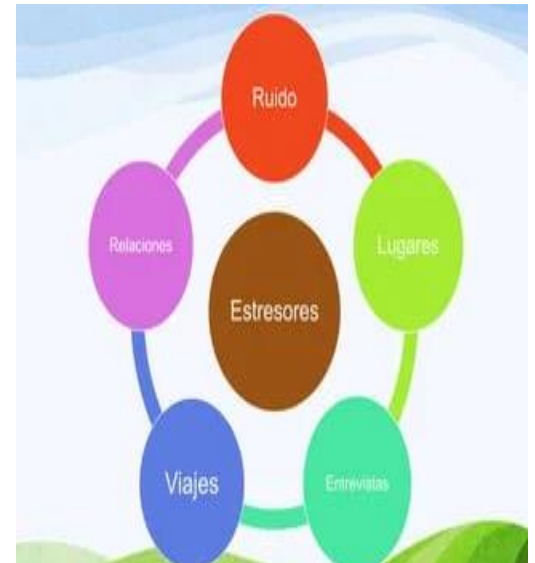 Ruido
Lugares
Entrevistas
Viajes
Relaciones
Estresores